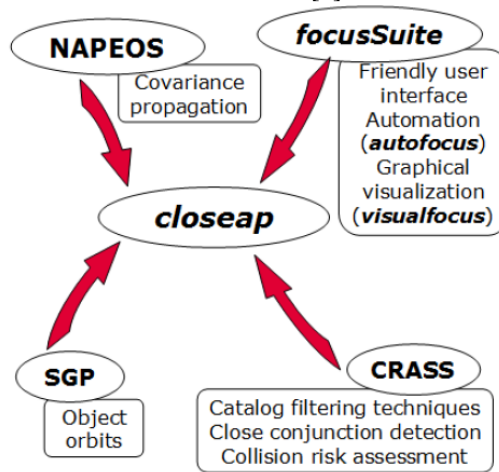 NAPEOS
Covariance
propagation
focusSuite
Friendly user
interface
Automation
(autofocus)
Graphical
visualization
(visualfocus)
closeap
SGP
Object
orbits
CRASS
Catalog filtering techniques
Close conjunction detection
Collision risk assessment